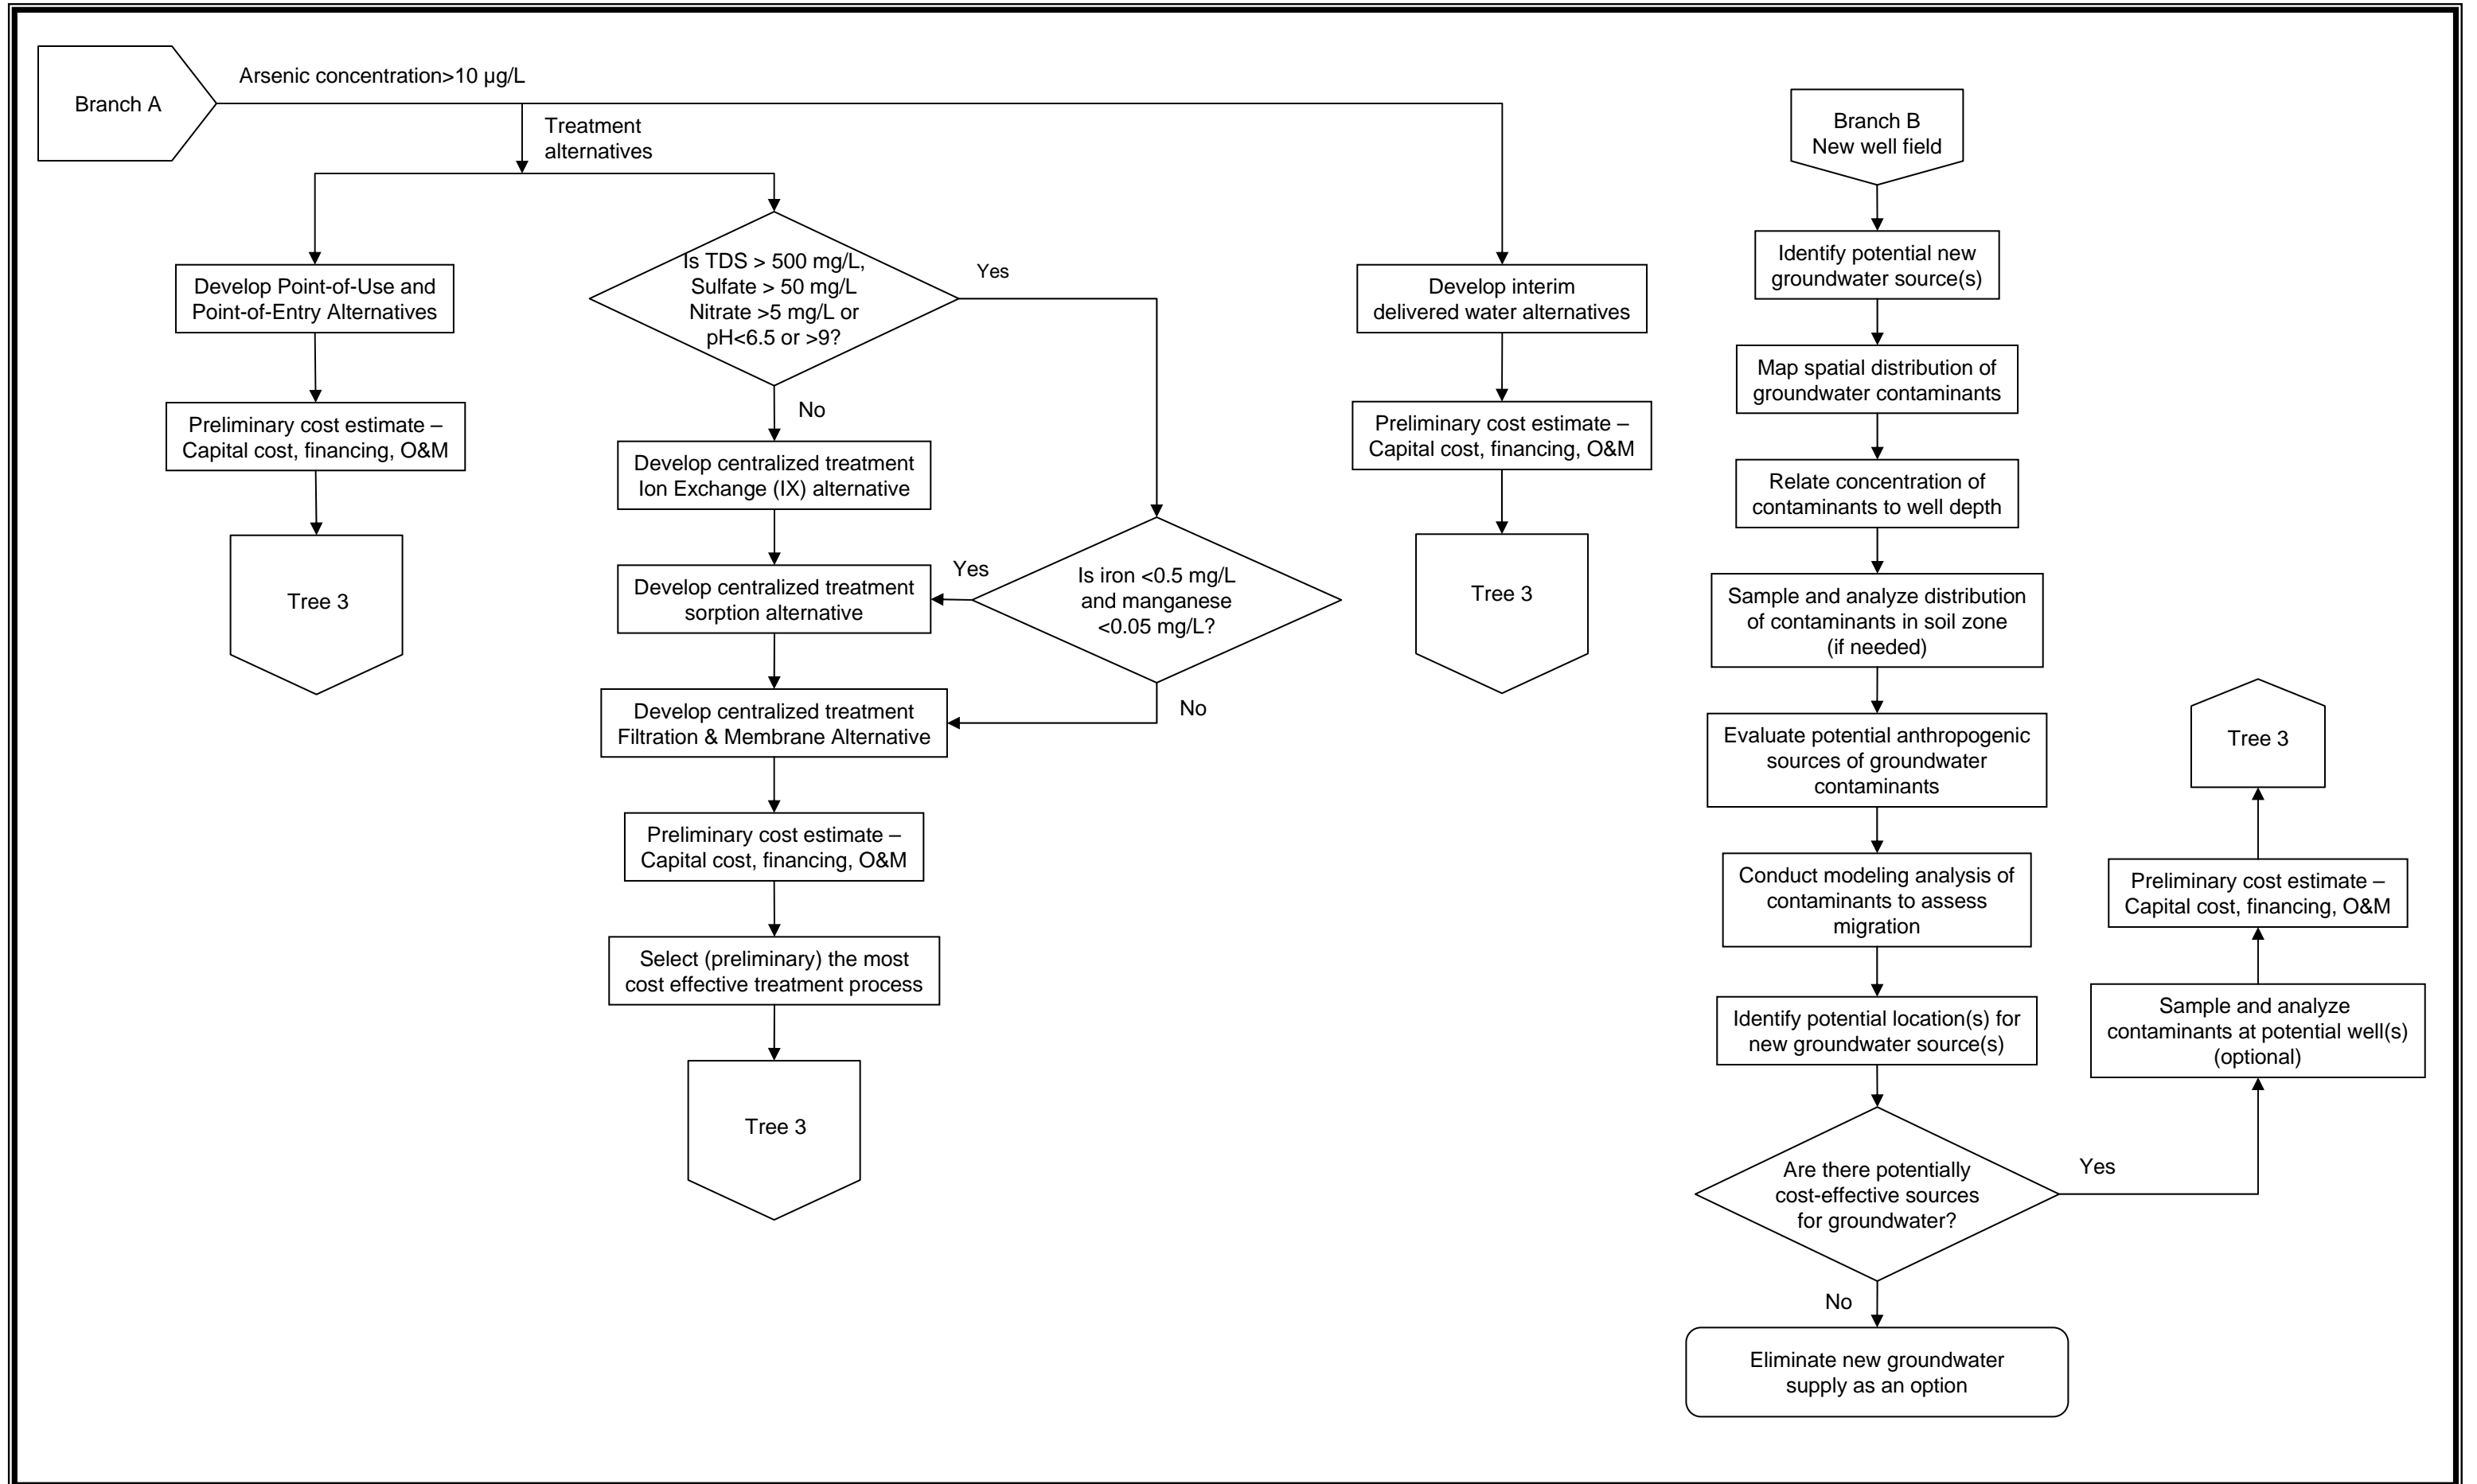 Branch A
Arsenic concentration>10 µg/L
Treatment
alternatives
Develop Point-of-Use and
Point-of-Entry Alternatives
Preliminary cost estimate –
Capital cost, financing, O&M
Tree 3
Is TDS > 500 mg/L,
Sulfate > 50 mg/L
Nitrate >5 mg/L or
pH<6.5 or >9?
Yes
No
Develop centralized treatment
Ion Exchange (IX) alternative
Develop centralized treatment
sorption alternative
Yes
Is iron <0.5 mg/L
and manganese
<0.05 mg/L?
No
Develop centralized treatment
Filtration & Membrane Alternative
Preliminary cost estimate –
Capital cost, financing, O&M
Select (preliminary) the most
cost effective treatment process
Tree 3
Develop interim
delivered water alternatives
Preliminary cost estimate –
Capital cost, financing, O&M
Tree 3
Branch B
New well field
Identify potential new
groundwater source(s)
Map spatial distribution of
groundwater contaminants
Relate concentration of
contaminants to well depth
Sample and analyze distribution
of contaminants in soil zone
(if needed)
Evaluate potential anthropogenic
sources of groundwater
contaminants
Conduct modeling analysis of
contaminants to assess
migration
Identify potential location(s) for
new groundwater source(s)
Are there potentially
cost-effective sources
for groundwater?
Yes
No
Eliminate new groundwater
supply as an option
Sample and analyze
contaminants at potential well(s)
(optional)
Preliminary cost estimate –
Capital cost, financing, O&M
Tree 3